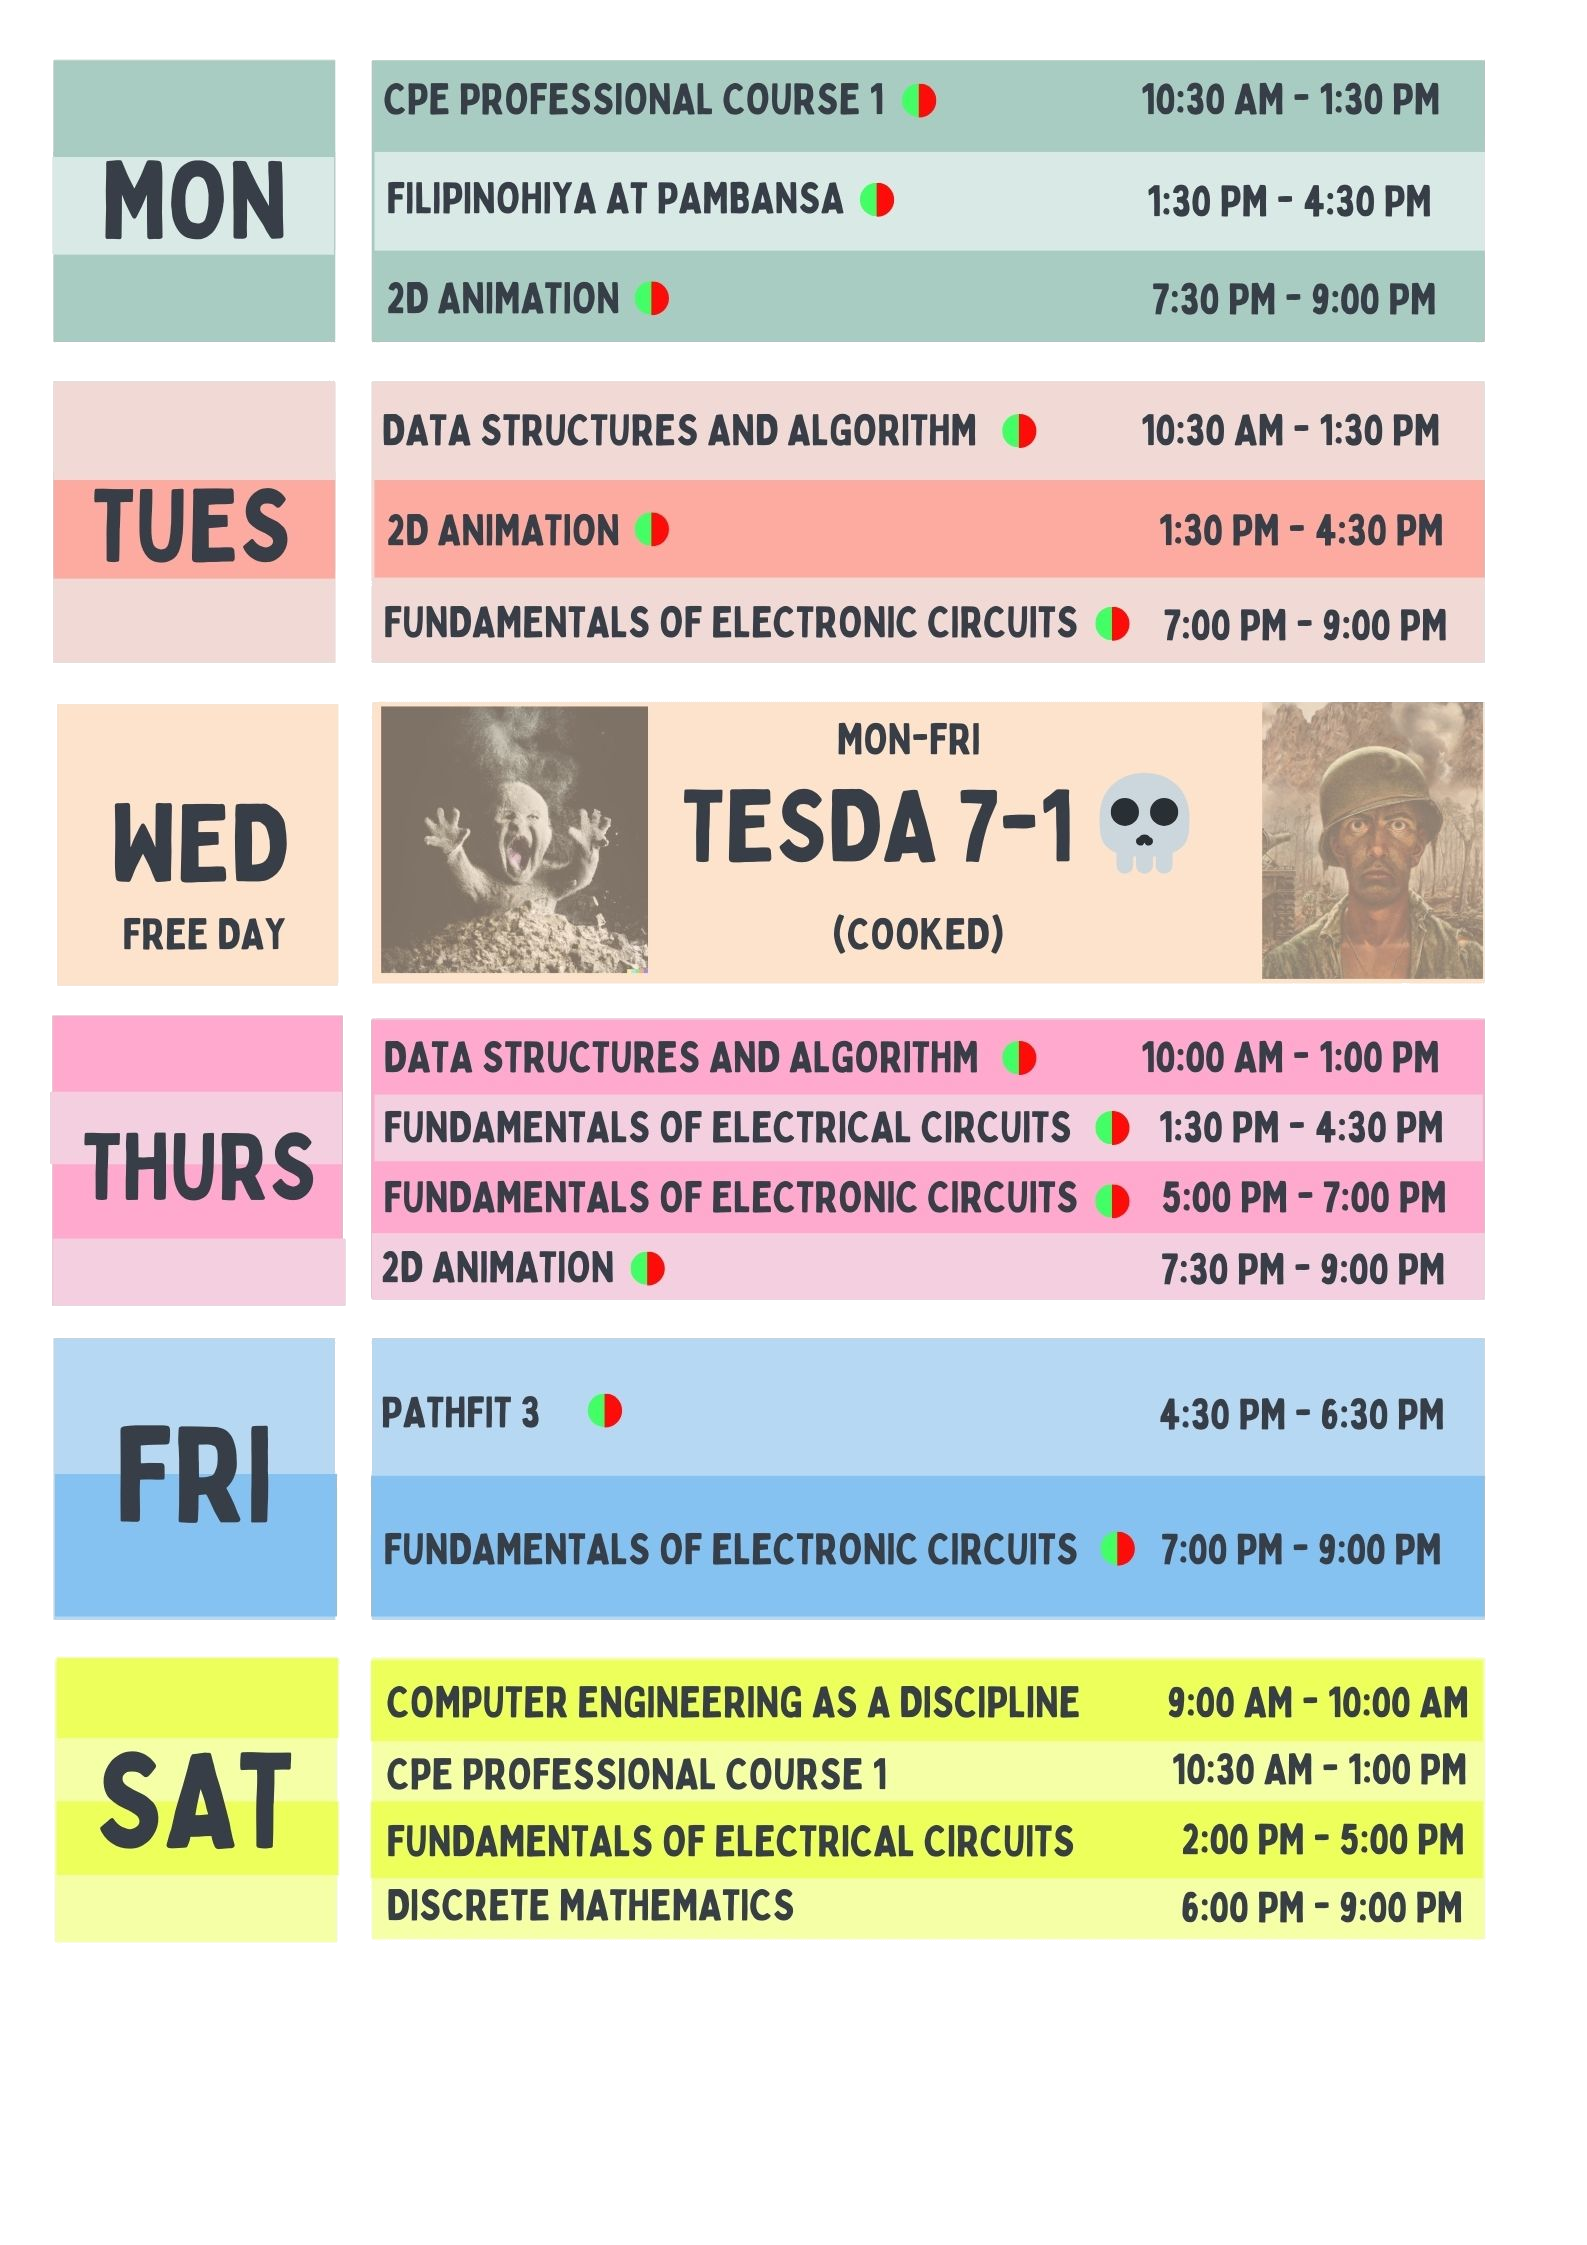 MON
CPE PROFESSIONAL COURSE 1 10:30 AM - 1:30 PM
FILIPINOHIYA AT PAMBANSA 1:30 PM - 4:30 PM
2D ANIMATION 7:30 PM - 9:00 PM
TUES
DATA STRUCTURES AND ALGORITHM 10:30 AM - 1:30 PM
2D ANIMATION 1:30 PM - 4:30 PM
FUNDAMENTALS OF ELECTRONIC CIRCUITS 7:00 PM - 9:00 PM
WED
FREE DAY
MON-FRI
TESDA 7-1
(COOKED)
THURS
DATA STRUCTURES AND ALGORITHM 10:00 AM - 1:00 PM
FUNDAMENTALS OF ELECTRICAL CIRCUITS 1:30 PM - 4:30 PM
FUNDAMENTALS OF ELECTRONIC CIRCUITS 5:00 PM - 7:00 PM
2D ANIMATION 7:30 PM - 9:00 PM
FRI
PATHFIT 3 4:30 PM - 6:30 PM
FUNDAMENTALS OF ELECTRONIC CIRCUITS 7:00 PM - 9:00 PM
SAT
COMPUTER ENGINEERING AS A DISCIPLINE 9:00 AM - 10:00 AM
CPE PROFESSIONAL COURSE 1 10:30 AM - 1:00 PM
FUNDAMENTALS OF ELECTRICAL CIRCUITS 2:00 PM - 5:00 PM
DISCRETE MATHEMATICS 6:00 PM - 9:00 PM